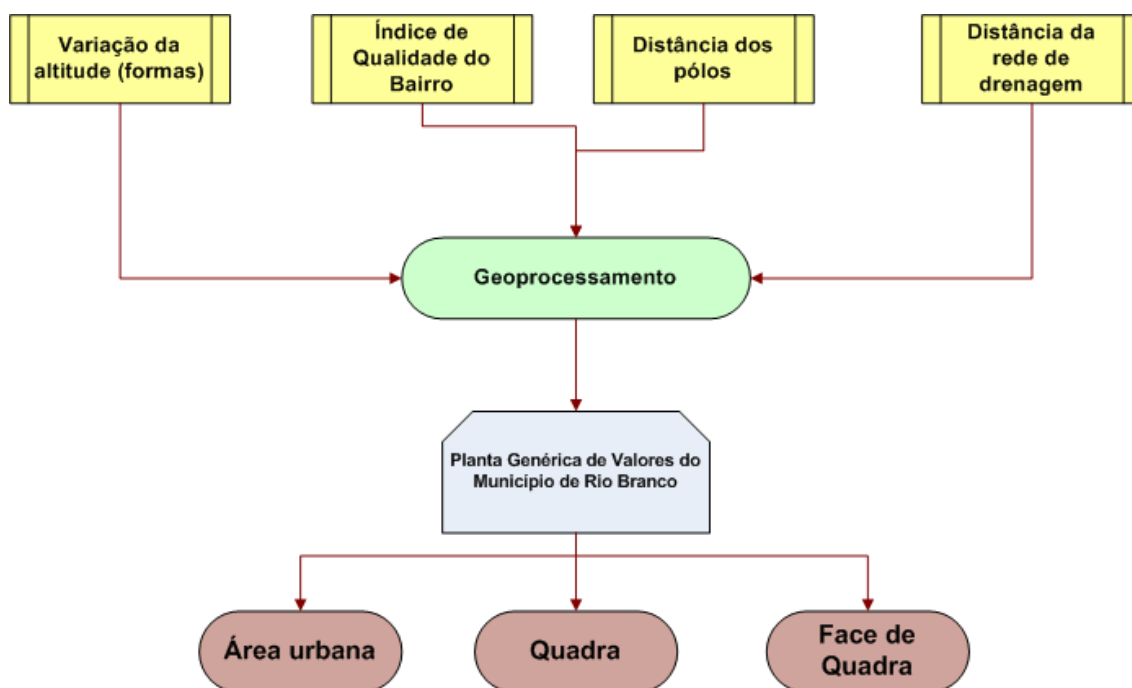 Variação da
altitude (formas)
Índice de
Qualidade do
Bairro
Distância dos
pólos
Distância da
rede de
drenagem
Geoprocessamento
Planta Genérica de Valores do
Município de Rio Branco
Área urbana
Quadra
Face de
Quadra